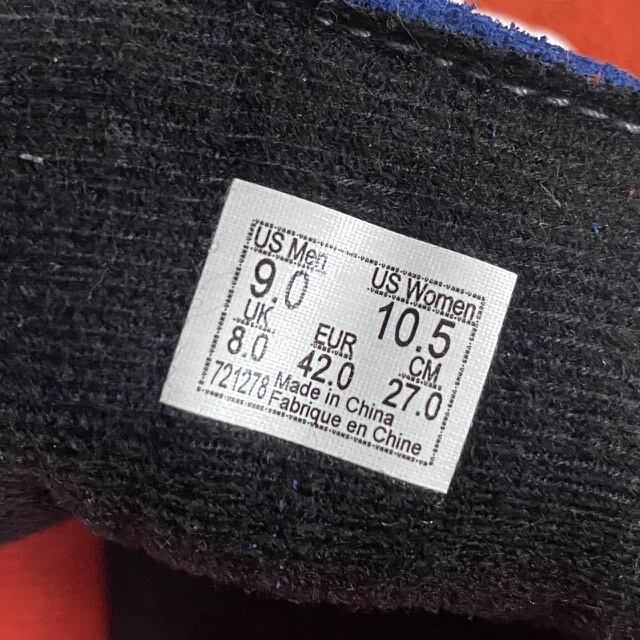 US Men US Women
9.0 10.5
UK EUR CM
8.0 42.0 27.0
721278 Made in China
Fabrique en Chine